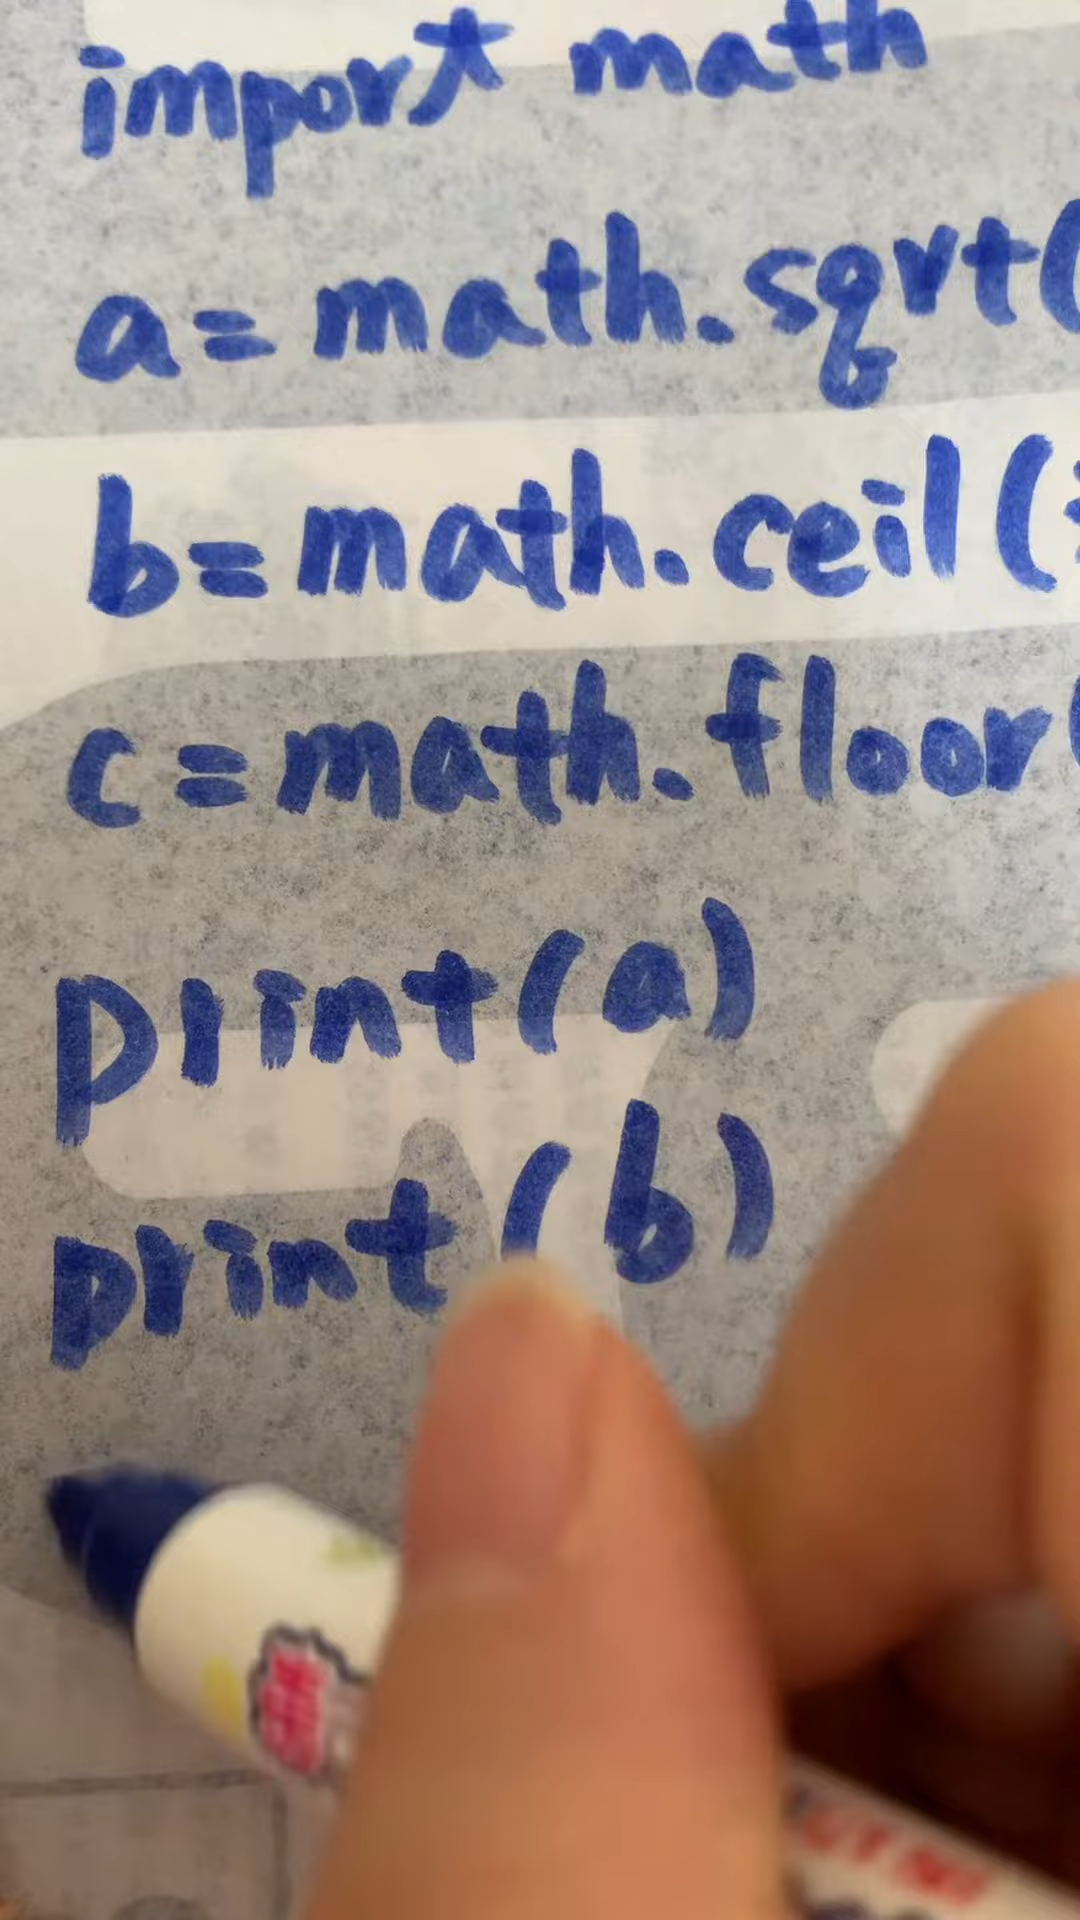 import math
a=math.sqrt(
b=math.ceil(
c=math.floor(
print(a)
print(b)